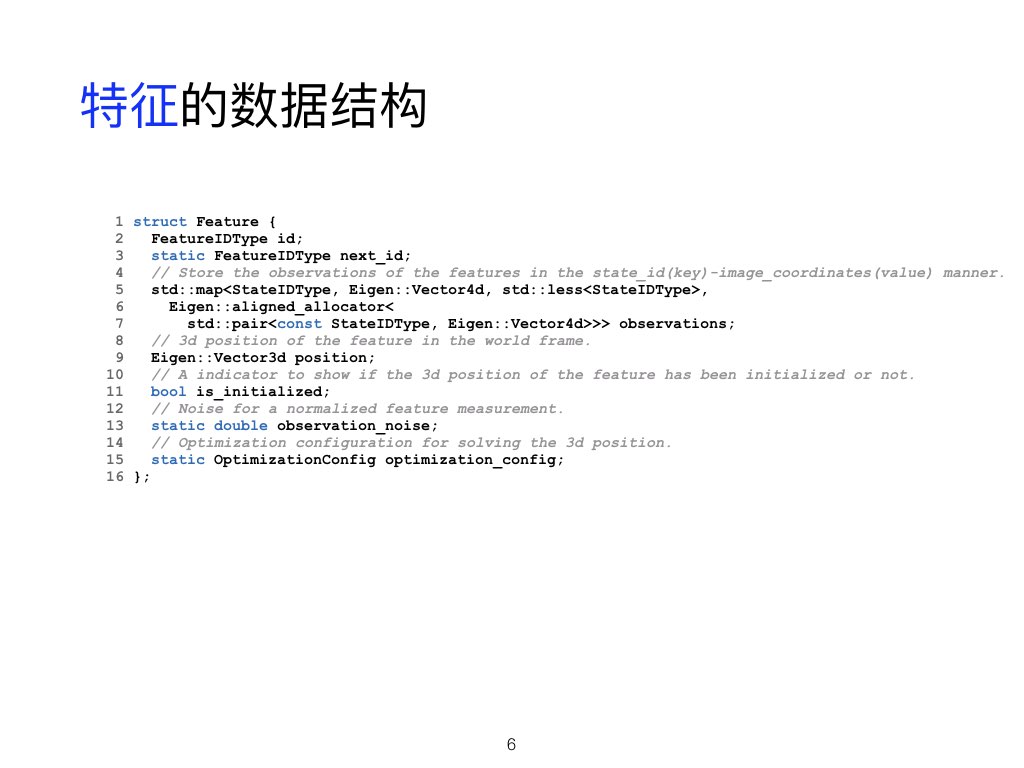 特征的数据结构
1 struct Feature {
2   FeatureIDType id;
3   static FeatureIDType next_id;
4   // Store the observations of the features in the state_id(key)-image_coordinates(value) manner.
5   std::map<StateIDType, Eigen::Vector4d, std::less<StateIDType>,
6     Eigen::aligned_allocator<
7       std::pair<const StateIDType, Eigen::Vector4d>>> observations;
8   // 3d position of the feature in the world frame.
9   Eigen::Vector3d position;
10   // A indicator to show if the 3d position of the feature has been initialized or not.
11   bool is_initialized;
12   // Noise for a normalized feature measurement.
13   static double observation_noise;
14   // Optimization configuration for solving the 3d position.
15   static OptimizationConfig optimization_config;
16 };
6